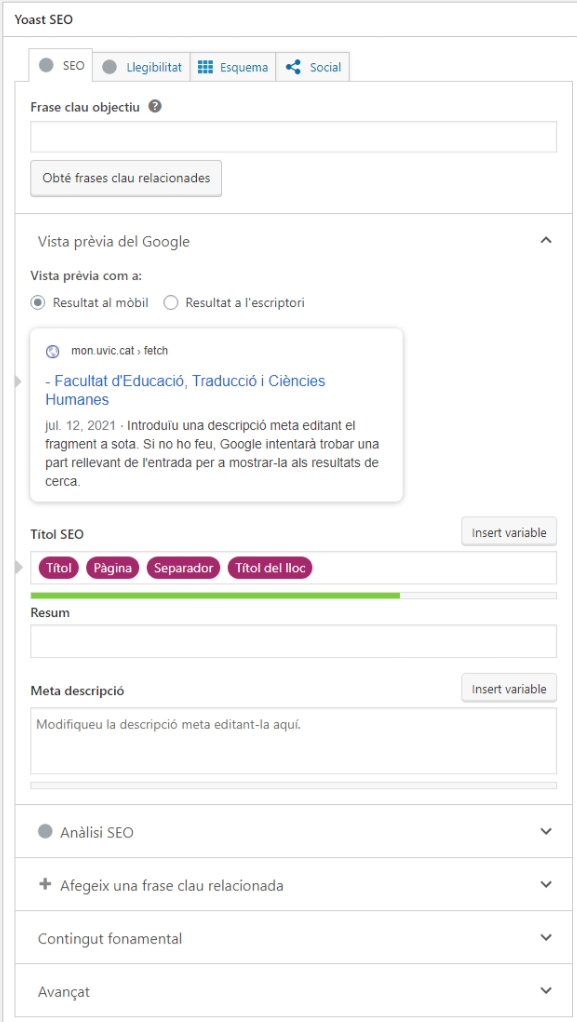 Yoast SEO
SEO
Llegibilitat
Esquema
Social
Frase clau objectiu ?
Obté frases clau relacionades
Vista prèvia del Google
Vista prèvia com a:
Resultat al mòbil
Resultat a l'escriptori
mon.uvic.cat › fetch
- Facultat d'Educació, Traducció i Ciències
Humanes
jul. 12, 2021 · Introduïu una descripció meta editant el
fragment a sota. Si no ho feu, Google intentarà trobar una
part rellevant de l'entrada per a mostrar-la als resultats de
cerca.
Títol SEO
Insert variable
Títol
Pàgina
Separador
Títol del lloc
Resum
Meta descripció
Insert variable
Modifiqueu la descripció meta editant-la aquí.
Anàlisi SEO
Afegeix una frase clau relacionada
Contingut fonamental
Avançat